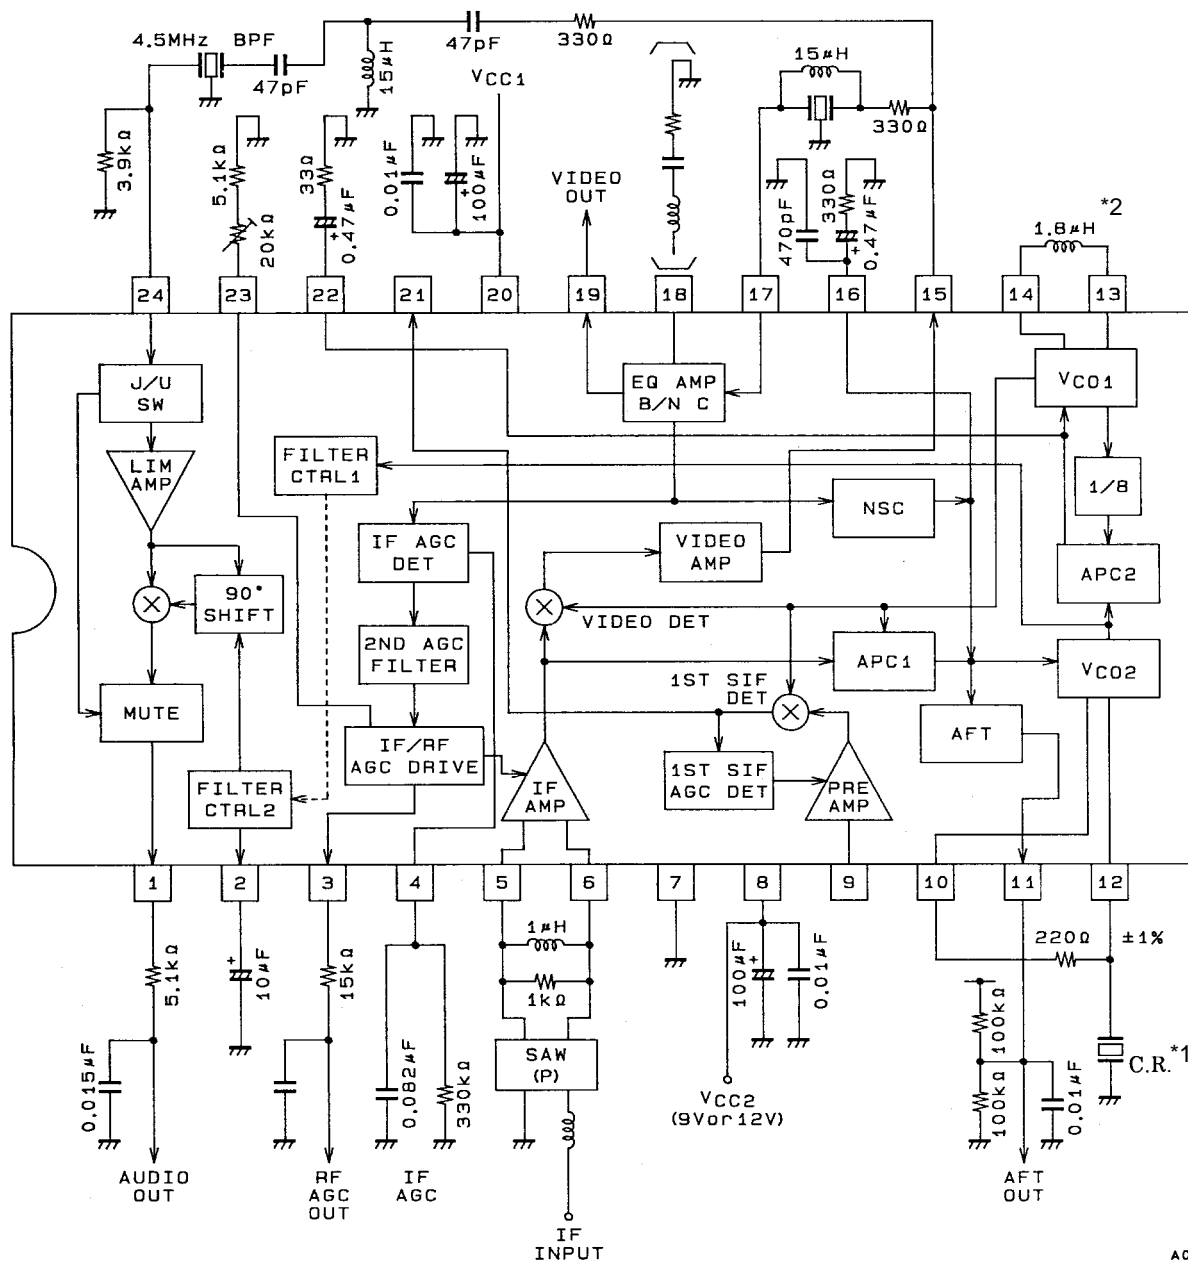 4.5MHz BPF
47pF
15μH
47pF
330Ω
VCC1
15μH
330Ω
3.9kΩ
5.1kΩ
20kΩ
33Ω
0.47μF
0.01μF
100μF
VIDEO
OUT
470pF
330Ω
0.47μF
*2
1.8μH
24
23
22
21
20
19
18
17
16
15
14
13
J/U
SW
EQ AMP
B/N C
VCO1
LIM
AMP
FILTER
CTRL1
1/8
NSC
IF AGC
DET
VIDEO
AMP
APC2
90°
SHIFT
VIDEO DET
2ND AGC
FILTER
APC1
VCO2
1ST SIF
DET
MUTE
IF/RF
AGC DRIVE
AFT
FILTER
CTRL2
IF
AMP
1ST SIF
AGC DET
PRE
AMP
1
2
3
4
5
6
7
8
9
10
11
12
5.1kΩ
10μF
15kΩ
1μH
1kΩ
100μF
0.01μF
220Ω
±1%
0.015μF
0.082μF
330kΩ
SAW
(P)
VCC2
(9Vor12V)
100kΩ
100kΩ
0.01μF
C.R.*1
AUDIO
OUT
RF
AGC
OUT
IF
AGC
IF
INPUT
AFT
OUT